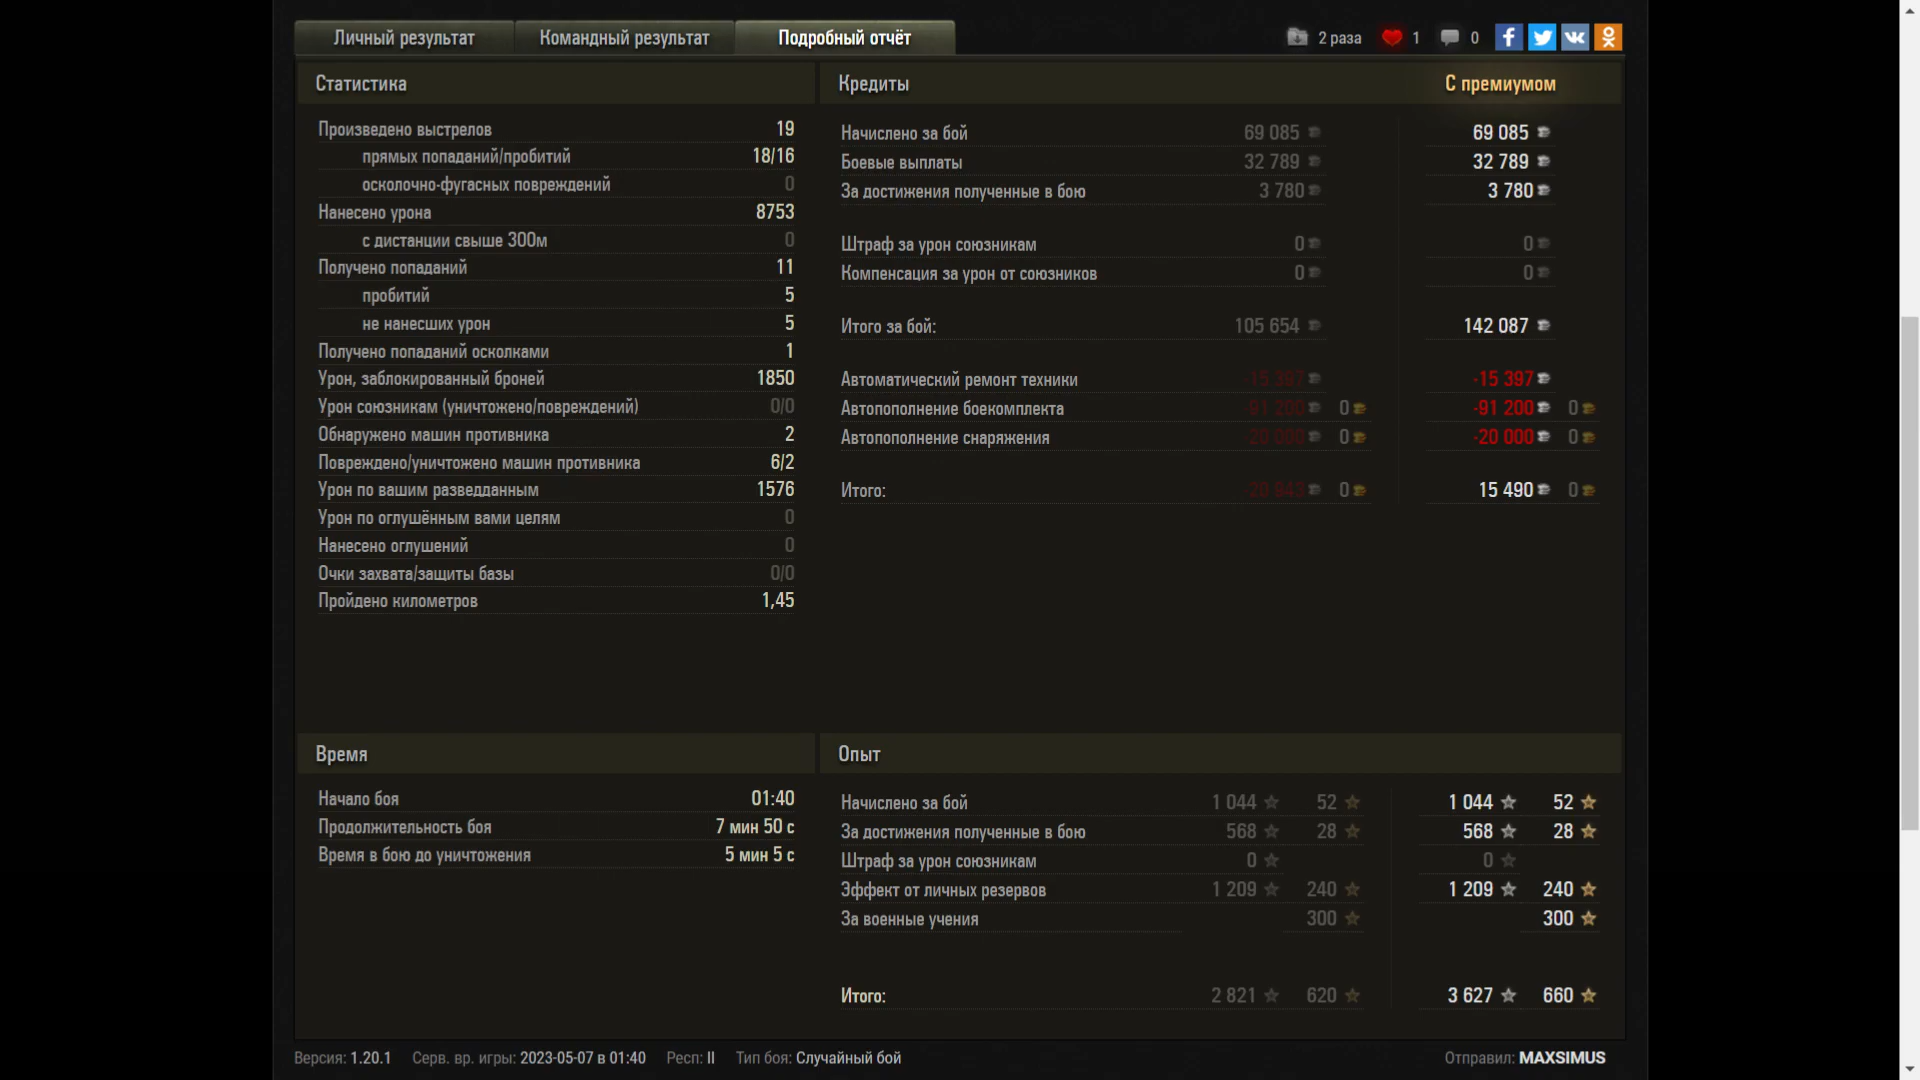 Личный результат Командный результат Подробный отчёт 2 раза 1 0
Статистика
Произведено выстрелов 19
прямых попаданий/пробитий 18/16
осколочно-фугасных повреждений 0
Нанесено урона 8753
с дистанции свыше 300м 0
Получено попаданий 11
пробитий 5
не нанесших урон 5
Получено попаданий осколками 1
Урон, заблокированный броней 1850
Урон союзникам (уничтожено/повреждений) 0/0
Обнаружено машин противника 2
Повреждено/уничтожено машин противника 6/2
Урон по вашим разведданным 1576
Урон по оглушённым вами целям 0
Нанесено оглушений 0
Очки захвата/защиты базы 0/0
Пройдено километров 1,45
Кредиты С премиумом
Начислено за бой 69 085 69 085
Боевые выплаты 32 789 32 789
За достижения полученные в бою 3 780 3 780
Штраф за урон союзникам 0 0
Компенсация за урон от союзников 0 0
Итого за бой: 105 654 142 087
Автоматический ремонт техники -15 397 -15 397
Автопополнение боекомплекта -91 200 0 -91 200 0
Автопополнение снаряжения -20 000 0 -20 000 0
Итого: -20 943 0 15 490 0
Время
Начало боя 01:40
Продолжительность боя 7 мин 50 с
Время в бою до уничтожения 5 мин 5 с
Опыт
Начислено за бой 1 044 52 1 044 52
За достижения полученные в бою 568 28 568 28
Штраф за урон союзникам 0 0
Эффект от личных резервов 1 209 240 1 209 240
За военные учения 300 300
Итого: 2 821 620 3 627 660
Версия: 1.20.1 Серв. вр. игры: 2023-05-07 в 01:40 Респ: II Тип боя: Случайный бой Отправил: MAXSIMUS